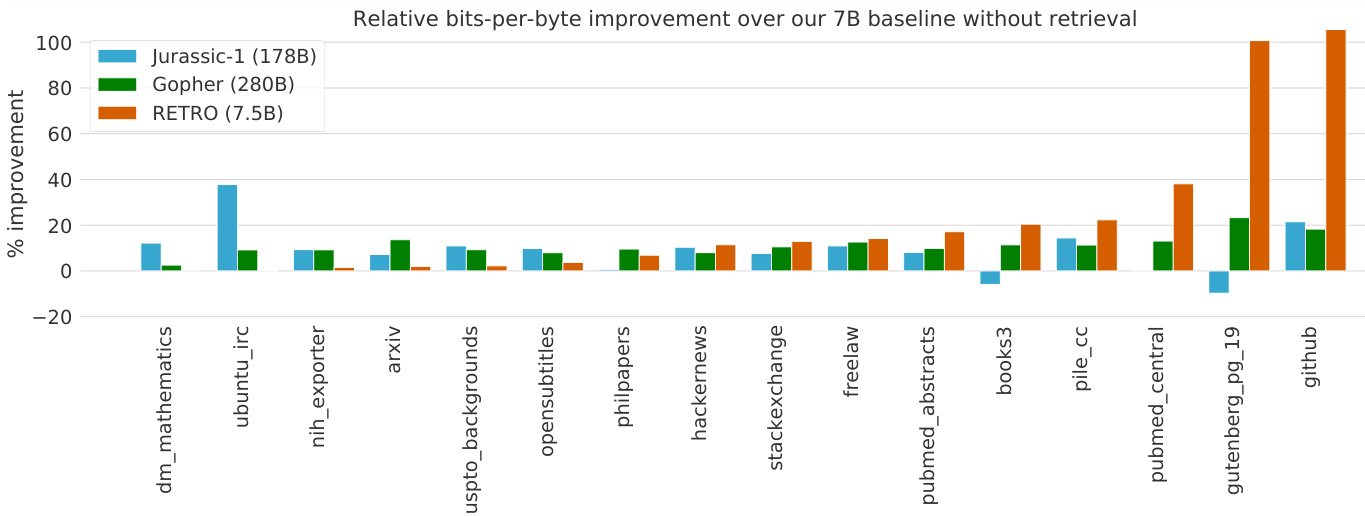 Relative bits-per-byte improvement over our 7B baseline without retrieval
% improvement
100
80
60
40
20
0
−20
Jurassic-1 (178B)
Gopher (280B)
RETRO (7.5B)
dm_mathematics
ubuntu_irc
nih_exporter
arxiv
uspto_backgrounds
opensubtitles
philpapers
hackernews
stackexchange
freelaw
pubmed_abstracts
books3
pile_cc
pubmed_central
gutenberg_pg_19
github